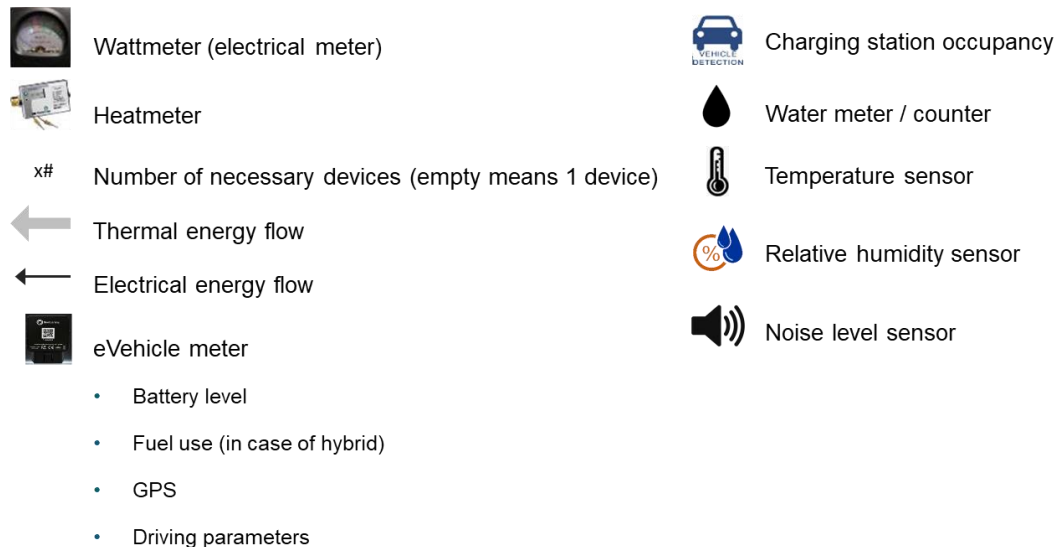 Wattmeter (electrical meter)
Heatmeter
x#
Number of necessary devices (empty means 1 device)
Thermal energy flow
Electrical energy flow
eVehicle meter
• Battery level
• Fuel use (in case of hybrid)
• GPS
• Driving parameters
VEHICLE
DETECTION
Charging station occupancy
Water meter / counter
Temperature sensor
%
Relative humidity sensor
Noise level sensor